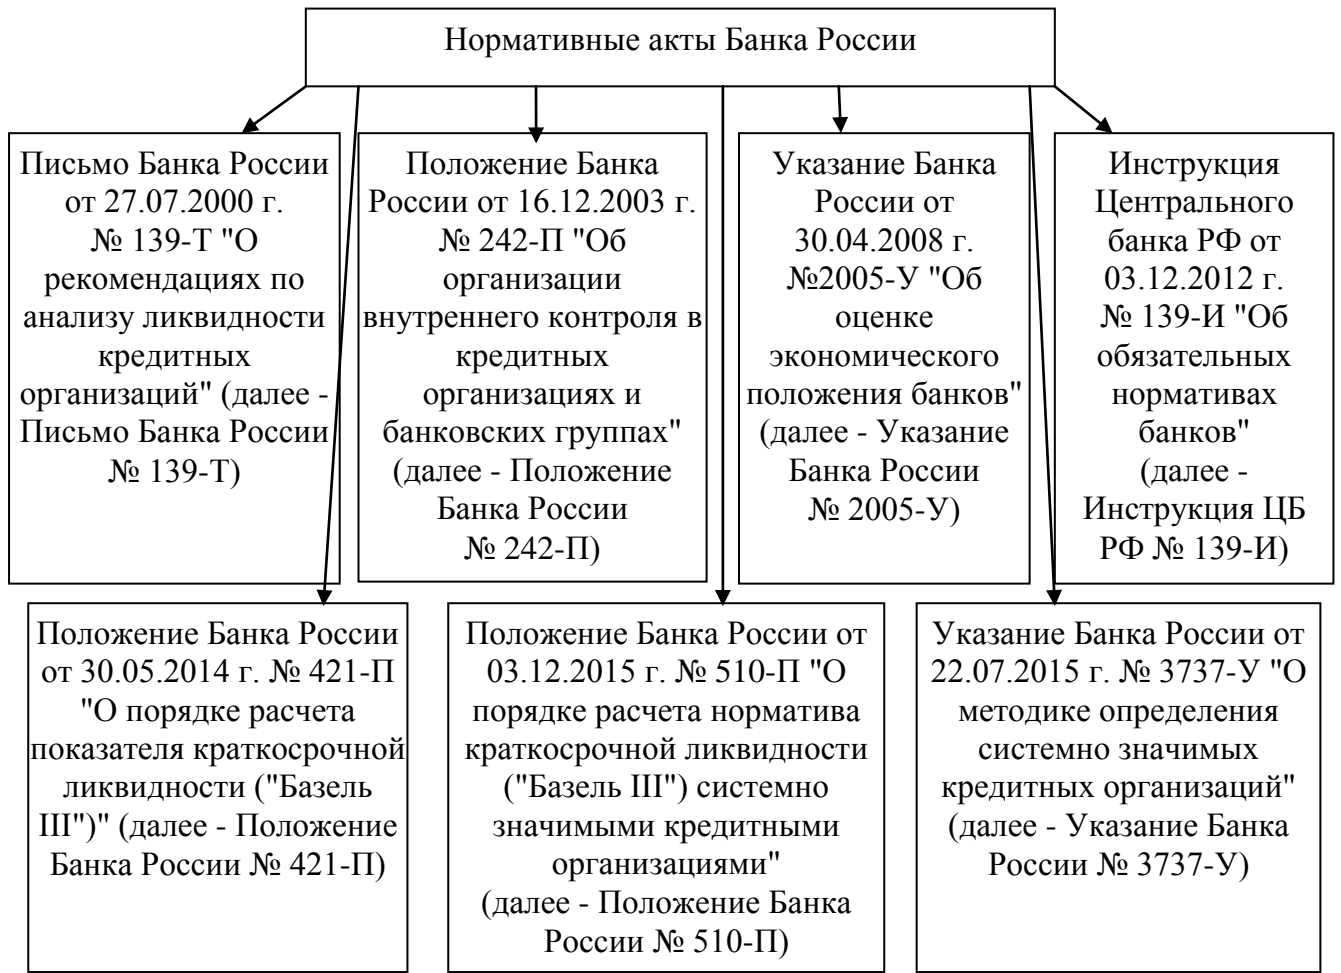 Нормативные акты Банка России
Письмо Банка России
от 27.07.2000 г.
№ 139-Т "О
рекомендациях по
анализу ликвидности
кредитных
организаций" (далее -
Письмо Банка России
№ 139-Т)
Положение Банка
России от 16.12.2003 г.
№ 242-П "Об
организации
внутреннего контроля в
кредитных
организациях и
банковских группах"
(далее - Положение
Банка России
№ 242-П)
Указание Банка
России от
30.04.2008 г.
№2005-У "Об
оценке
экономического
положения банков"
(далее - Указание
Банка России
№ 2005-У)
Инструкция
Центрального
банка РФ от
03.12.2012 г.
№ 139-И "Об
обязательных
нормативах
банков"
(далее -
Инструкция ЦБ
РФ № 139-И)
Положение Банка России
от 30.05.2014 г. № 421-П
"О порядке расчета
показателя краткосрочной
ликвидности ("Базель
III")" (далее - Положение
Банка России № 421-П)
Положение Банка России от
03.12.2015 г. № 510-П "О
порядке расчета норматива
краткосрочной ликвидности
("Базель III") системно
значимыми кредитными
организациями"
(далее - Положение Банка
России № 510-П)
Указание Банка России от
22.07.2015 г. № 3737-У "О
методике определения
системно значимых
кредитных организаций"
(далее - Указание Банка
России № 3737-У)